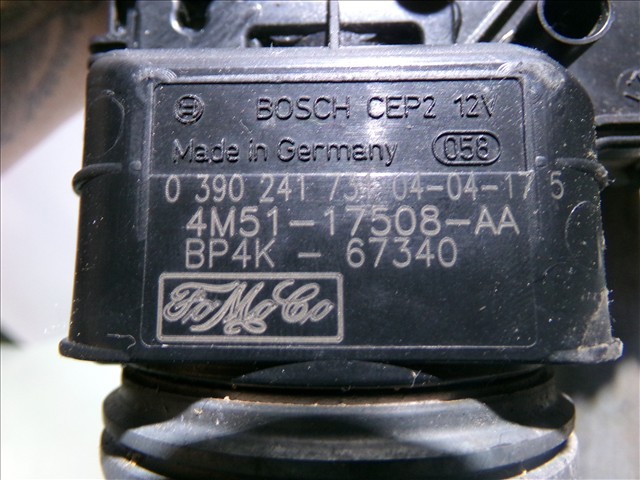 BOSCH CEP2 12V
Made in Germany 058
0 390 241 73 04-04-17 5
4M51-17508-AA
BP4K - 67340
FoMoCo